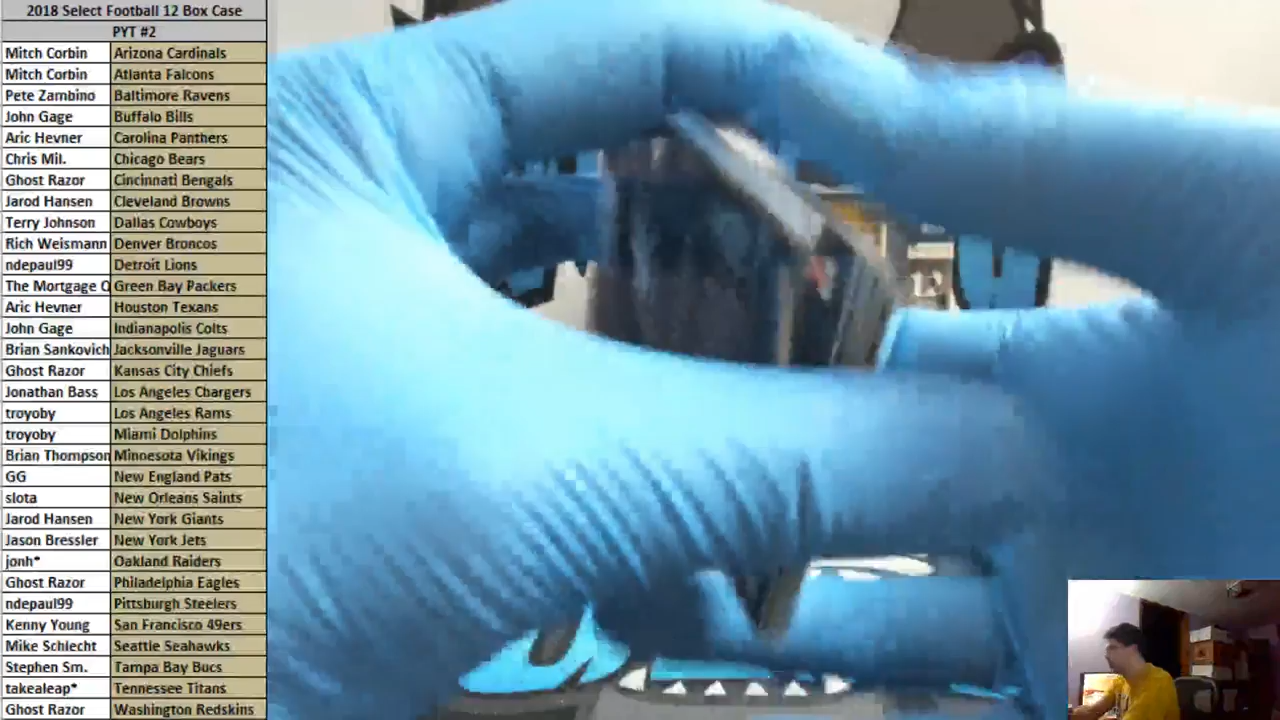 2018 Select Football 12 Box Case
PYT #2
Mitch Corbin Arizona Cardinals
Mitch Corbin Atlanta Falcons
Pete Zambino Baltimore Ravens
John Gage Buffalo Bills
Aric Hevner Carolina Panthers
Chris Mil. Chicago Bears
Ghost Razor Cincinnati Bengals
Jarod Hansen Cleveland Browns
Terry Johnson Dallas Cowboys
Rich Weismann Denver Broncos
ndepaul99 Detroit Lions
The Mortgage Green Bay Packers
Aric Hevner Houston Texans
John Gage Indianapolis Colts
Brian Sankovich Jacksonville Jaguars
Ghost Razor Kansas City Chiefs
Jonathan Bass Los Angeles Chargers
troyoby Los Angeles Rams
troyoby Miami Dolphins
Brian Thompson Minnesota Vikings
GG New England Pats
slota New Orleans Saints
Jarod Hansen New York Giants
Jason Bressler New York Jets
jonh* Oakland Raiders
Ghost Razor Philadelphia Eagles
ndepaul99 Pittsburgh Steelers
Kenny Young San Francisco 49ers
Mike Schlecht Seattle Seahawks
Stephen Sm. Tampa Bay Bucs
takealeap* Tennessee Titans
Ghost Razor Washington Redskins